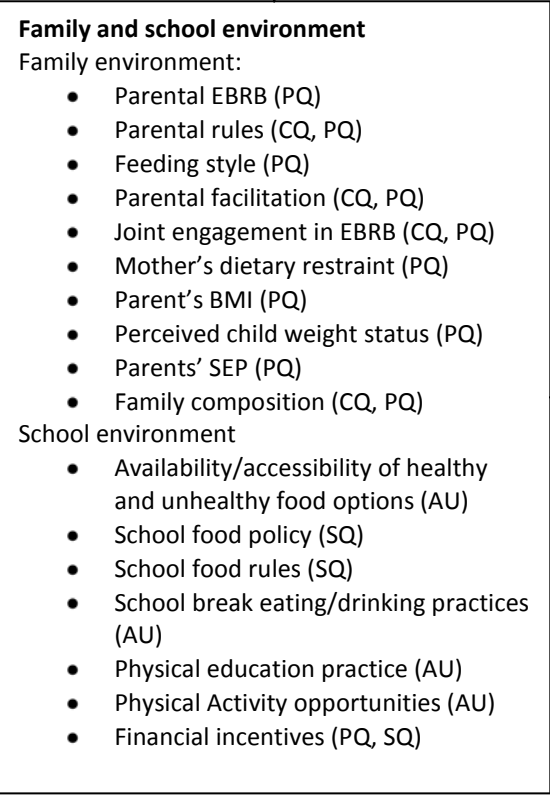 Family and school environment
Family environment:
• Parental EBRB (PQ)
• Parental rules (CQ, PQ)
• Feeding style (PQ)
• Parental facilitation (CQ, PQ)
• Joint engagement in EBRB (CQ, PQ)
• Mother’s dietary restraint (PQ)
• Parent’s BMI (PQ)
• Perceived child weight status (PQ)
• Parents’ SEP (PQ)
• Family composition (CQ, PQ)
School environment
• Availability/accessibility of healthy
and unhealthy food options (AU)
• School food policy (SQ)
• School food rules (SQ)
• School break eating/drinking practices
(AU)
• Physical education practice (AU)
• Physical Activity opportunities (AU)
• Financial incentives (PQ, SQ)